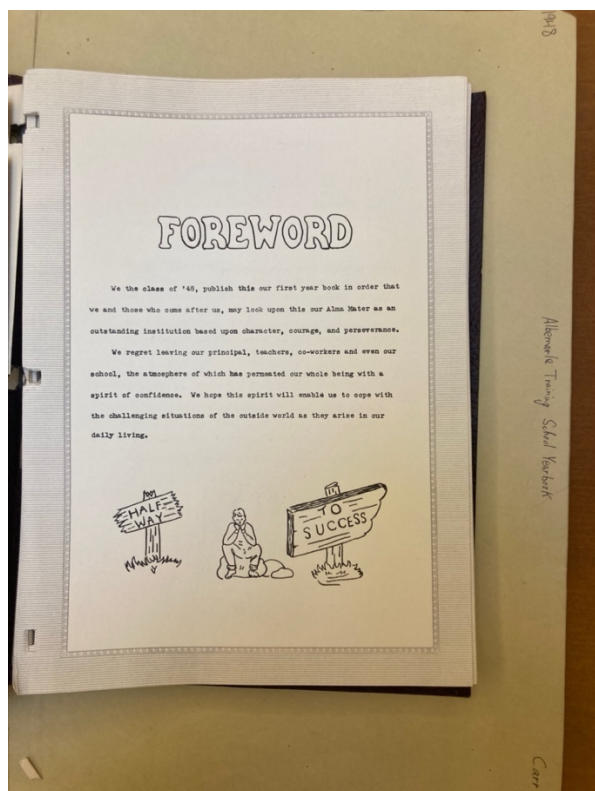 1948
FOREWORD
We the class of '48, publish this our first year book in order that
we and those who come after us, may look upon this our Alma Mater as an
outstanding institution based upon character, courage, and perseverance.
We regret leaving our principal, teachers, co-workers and even our
school, the atmosphere of which has permeated our whole being with a
spirit of confidence. We hope this spirit will enable us to cope with
the challenging situations of the outside world as they arise in our
daily living.
HALF
WAY
TO
SUCCESS
Albemarle Training School Yearbook
Carr